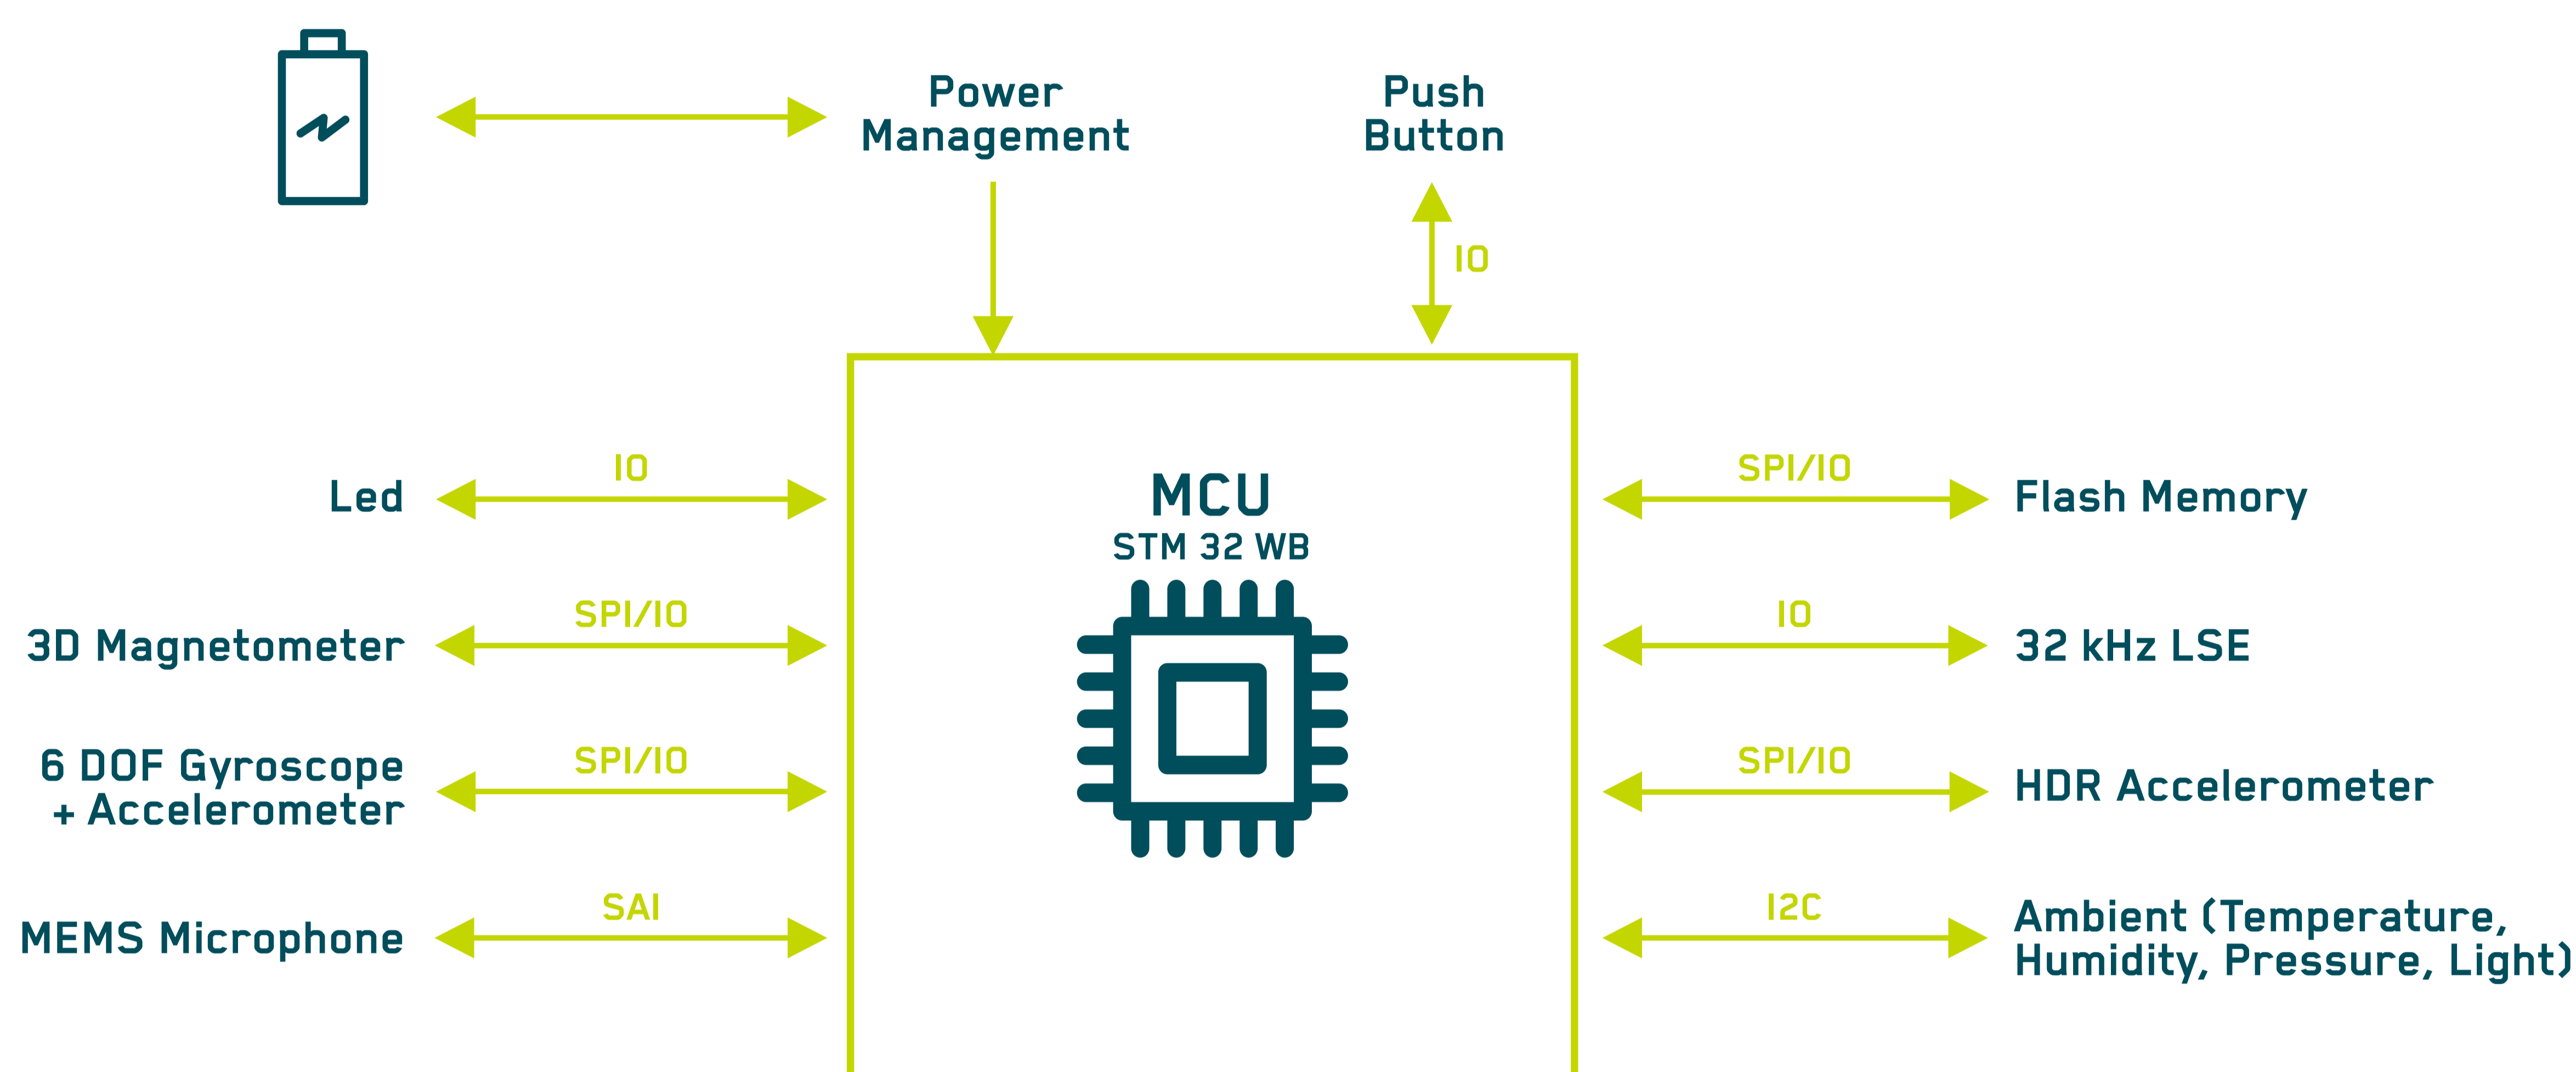 Power
Management
Push
Button
IO
IO
Led
MCU
STM 32 WB
SPI/IO
Flash Memory
SPI/IO
3D Magnetometer
IO
32 kHz LSE
SPI/IO
6 DOF Gyroscope
+ Accelerometer
SPI/IO
HDR Accelerometer
SAI
MEMS Microphone
I2C
Ambient (Temperature,
Humidity, Pressure, Light)